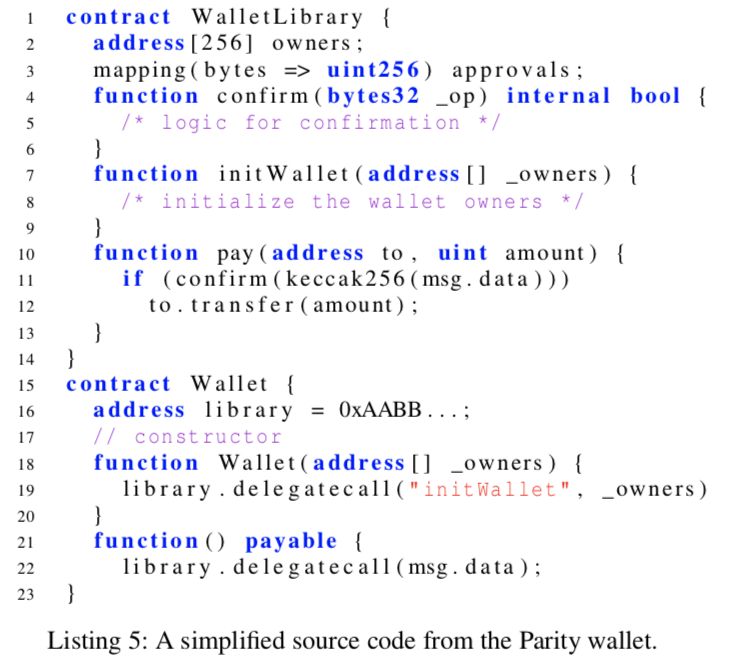 1 contract WalletLibrary {
2 address[256] owners;
3 mapping(bytes => uint256) approvals;
4 function confirm(bytes32 _op) internal bool {
5 /* logic for confirmation */
6 }
7 function initWallet(address[] _owners) {
8 /* initialize the wallet owners */
9 }
10 function pay(address to, uint amount) {
11 if (confirm(keccak256(msg.data)))
12 to.transfer(amount);
13 }
14 }
15 contract Wallet {
16 address library = 0xAABB...;
17 // constructor
18 function Wallet(address[] _owners) {
19 library.delegatecall("initWallet", _owners)
20 }
21 function() payable {
22 library.delegatecall(msg.data);
23 }
Listing 5: A simplified source code from the Parity wallet.